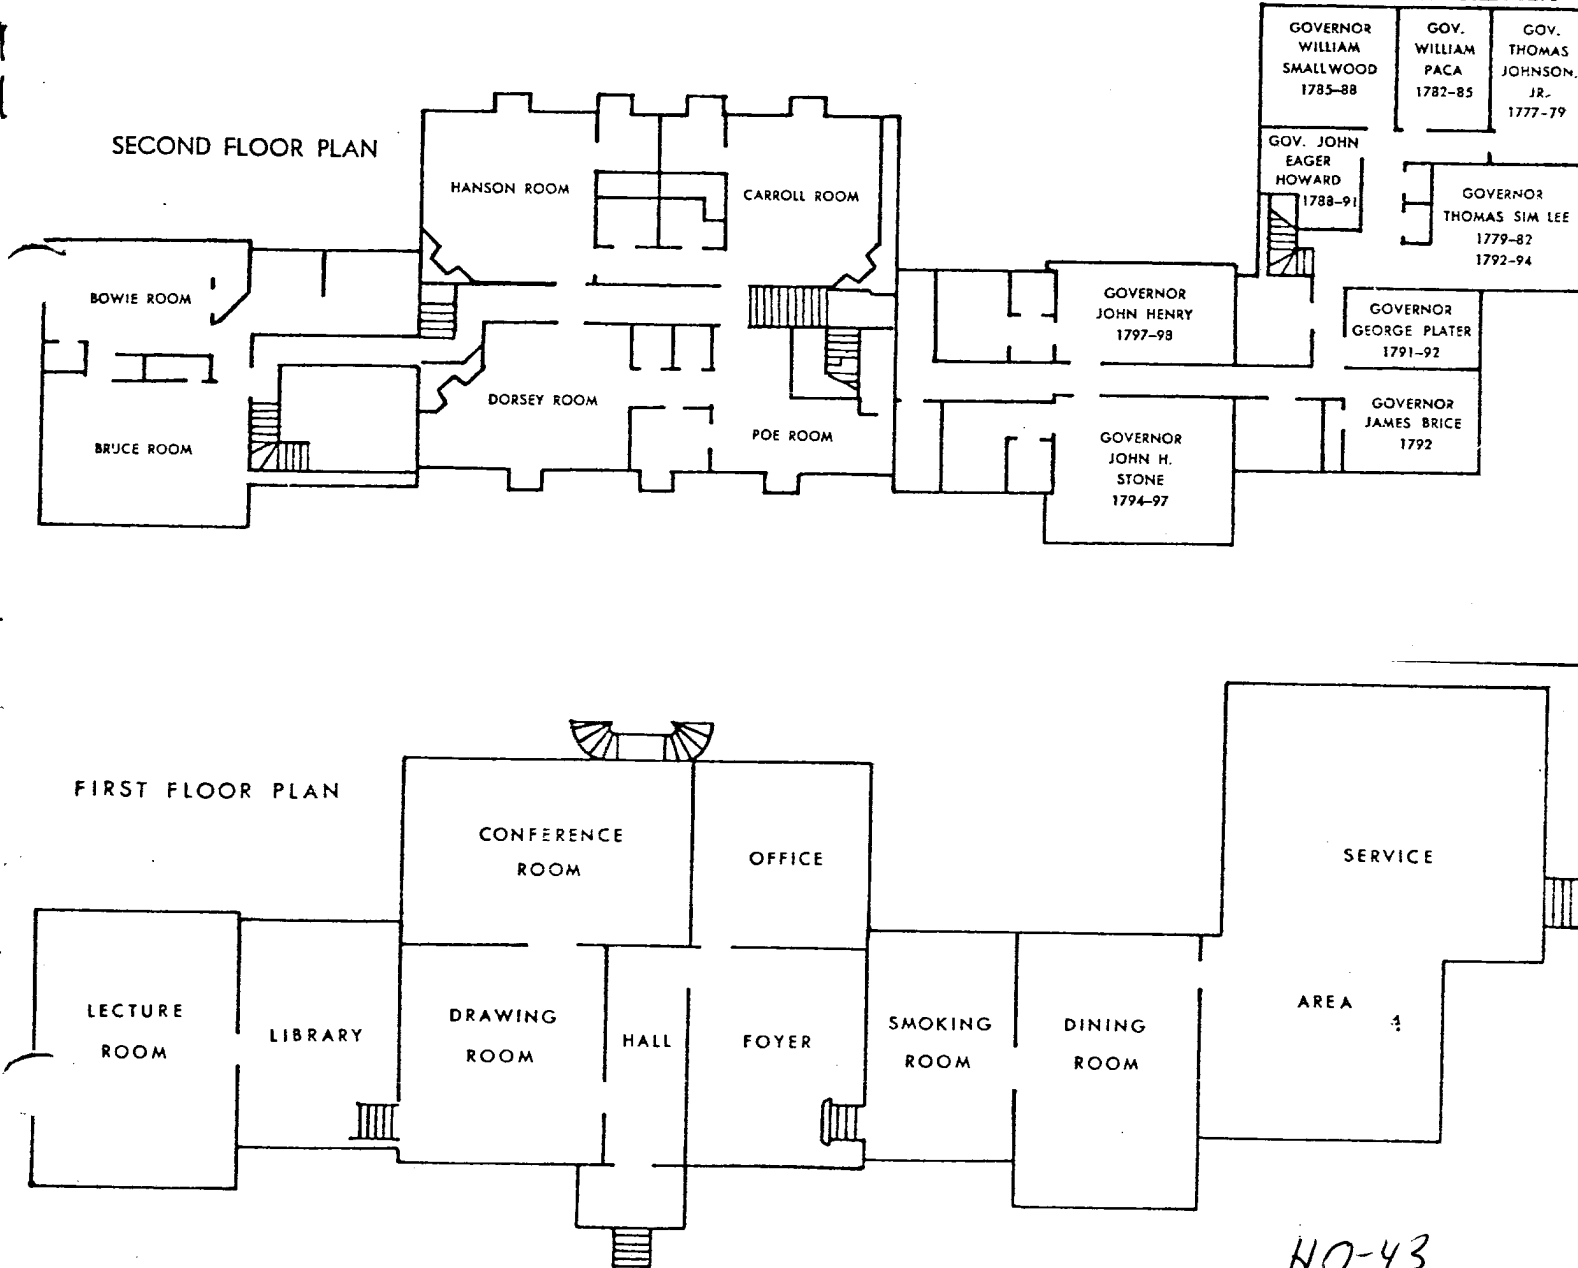 SECOND FLOOR PLAN
HANSON ROOM
CARROLL ROOM
BOWIE ROOM
BRUCE ROOM
DORSEY ROOM
POE ROOM
GOVERNOR
JOHN HENRY
1797-98
GOVERNOR
JOHN H.
STONE
1794-97
GOVERNOR
WILLIAM
SMALLWOOD
1785-88
GOV.
WILLIAM
PACA
1782-85
GOV.
THOMAS
JOHNSON,
JR.
1777-79
GOV. JOHN
EAGER
HOWARD
1788-91
GOVERNOR
THOMAS SIM LEE
1779-82
1792-94
GOVERNOR
GEORGE PLATER
1791-92
GOVERNOR
JAMES BRICE
1792
FIRST FLOOR PLAN
CONFERENCE
ROOM
OFFICE
SERVICE
AREA
LECTURE
ROOM
LIBRARY
DRAWING
ROOM
HALL
FOYER
SMOKING
ROOM
DINING
ROOM
HO-43